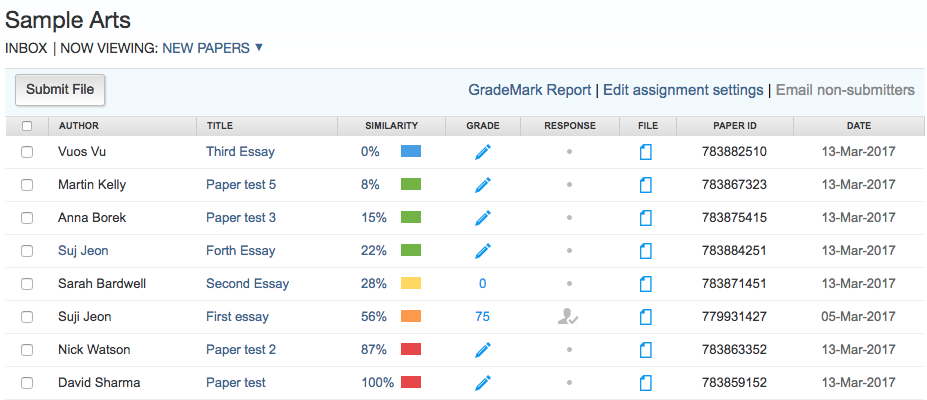 Sample Arts
INBOX | NOW VIEWING: NEW PAPERS ▼
Submit File GradeMark Report | Edit assignment settings | Email non-submitters
AUTHOR TITLE SIMILARITY GRADE RESPONSE FILE PAPER ID DATE
Vuos Vu Third Essay 0% 783882510 13-Mar-2017
Martin Kelly Paper test 5 8% 783867323 13-Mar-2017
Anna Borek Paper test 3 15% 783875415 13-Mar-2017
Suj Jeon Forth Essay 22% 783884251 13-Mar-2017
Sarah Bardwell Second Essay 28% 0 783871451 13-Mar-2017
Suji Jeon First essay 56% 75 779931427 05-Mar-2017
Nick Watson Paper test 2 87% 783863352 13-Mar-2017
David Sharma Paper test 100% 783859152 13-Mar-2017